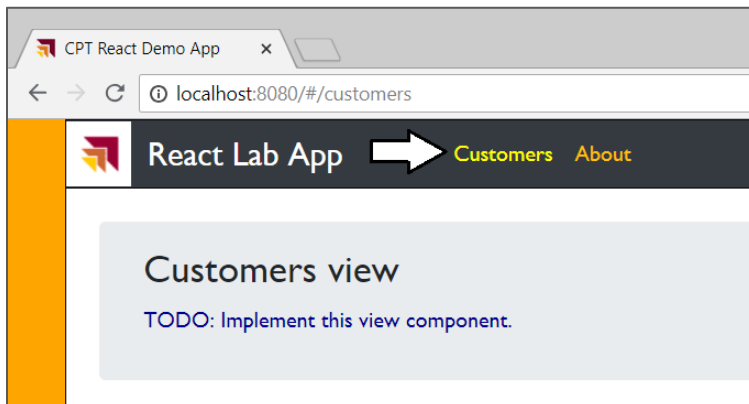 CPT React Demo App
localhost:8080/#/customers
React Lab App Customers About
Customers view
TODO: Implement this view component.